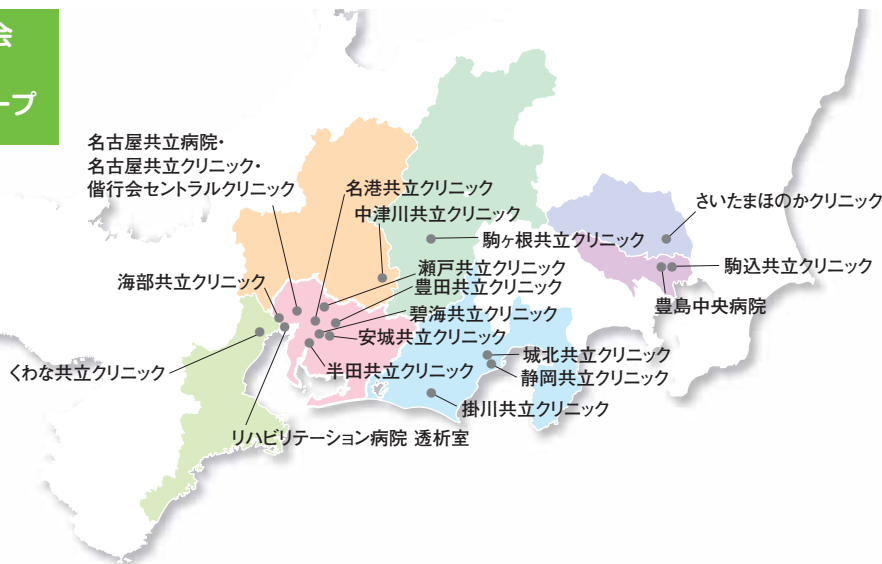 会
ープ
名古屋共立病院・
名古屋共立クリニック・
偕行会セントラルクリニック
名港共立クリニック
中津川共立クリニック
さいたまほのかクリニック
駒ヶ根共立クリニック
瀬戸共立クリニック
駒込共立クリニック
海部共立クリニック
豊田共立クリニック
豊島中央病院
碧海共立クリニック
安城共立クリニック
城北共立クリニック
くわな共立クリニック
半田共立クリニック
静岡共立クリニック
掛川共立クリニック
リハビリテーション病院 透析室